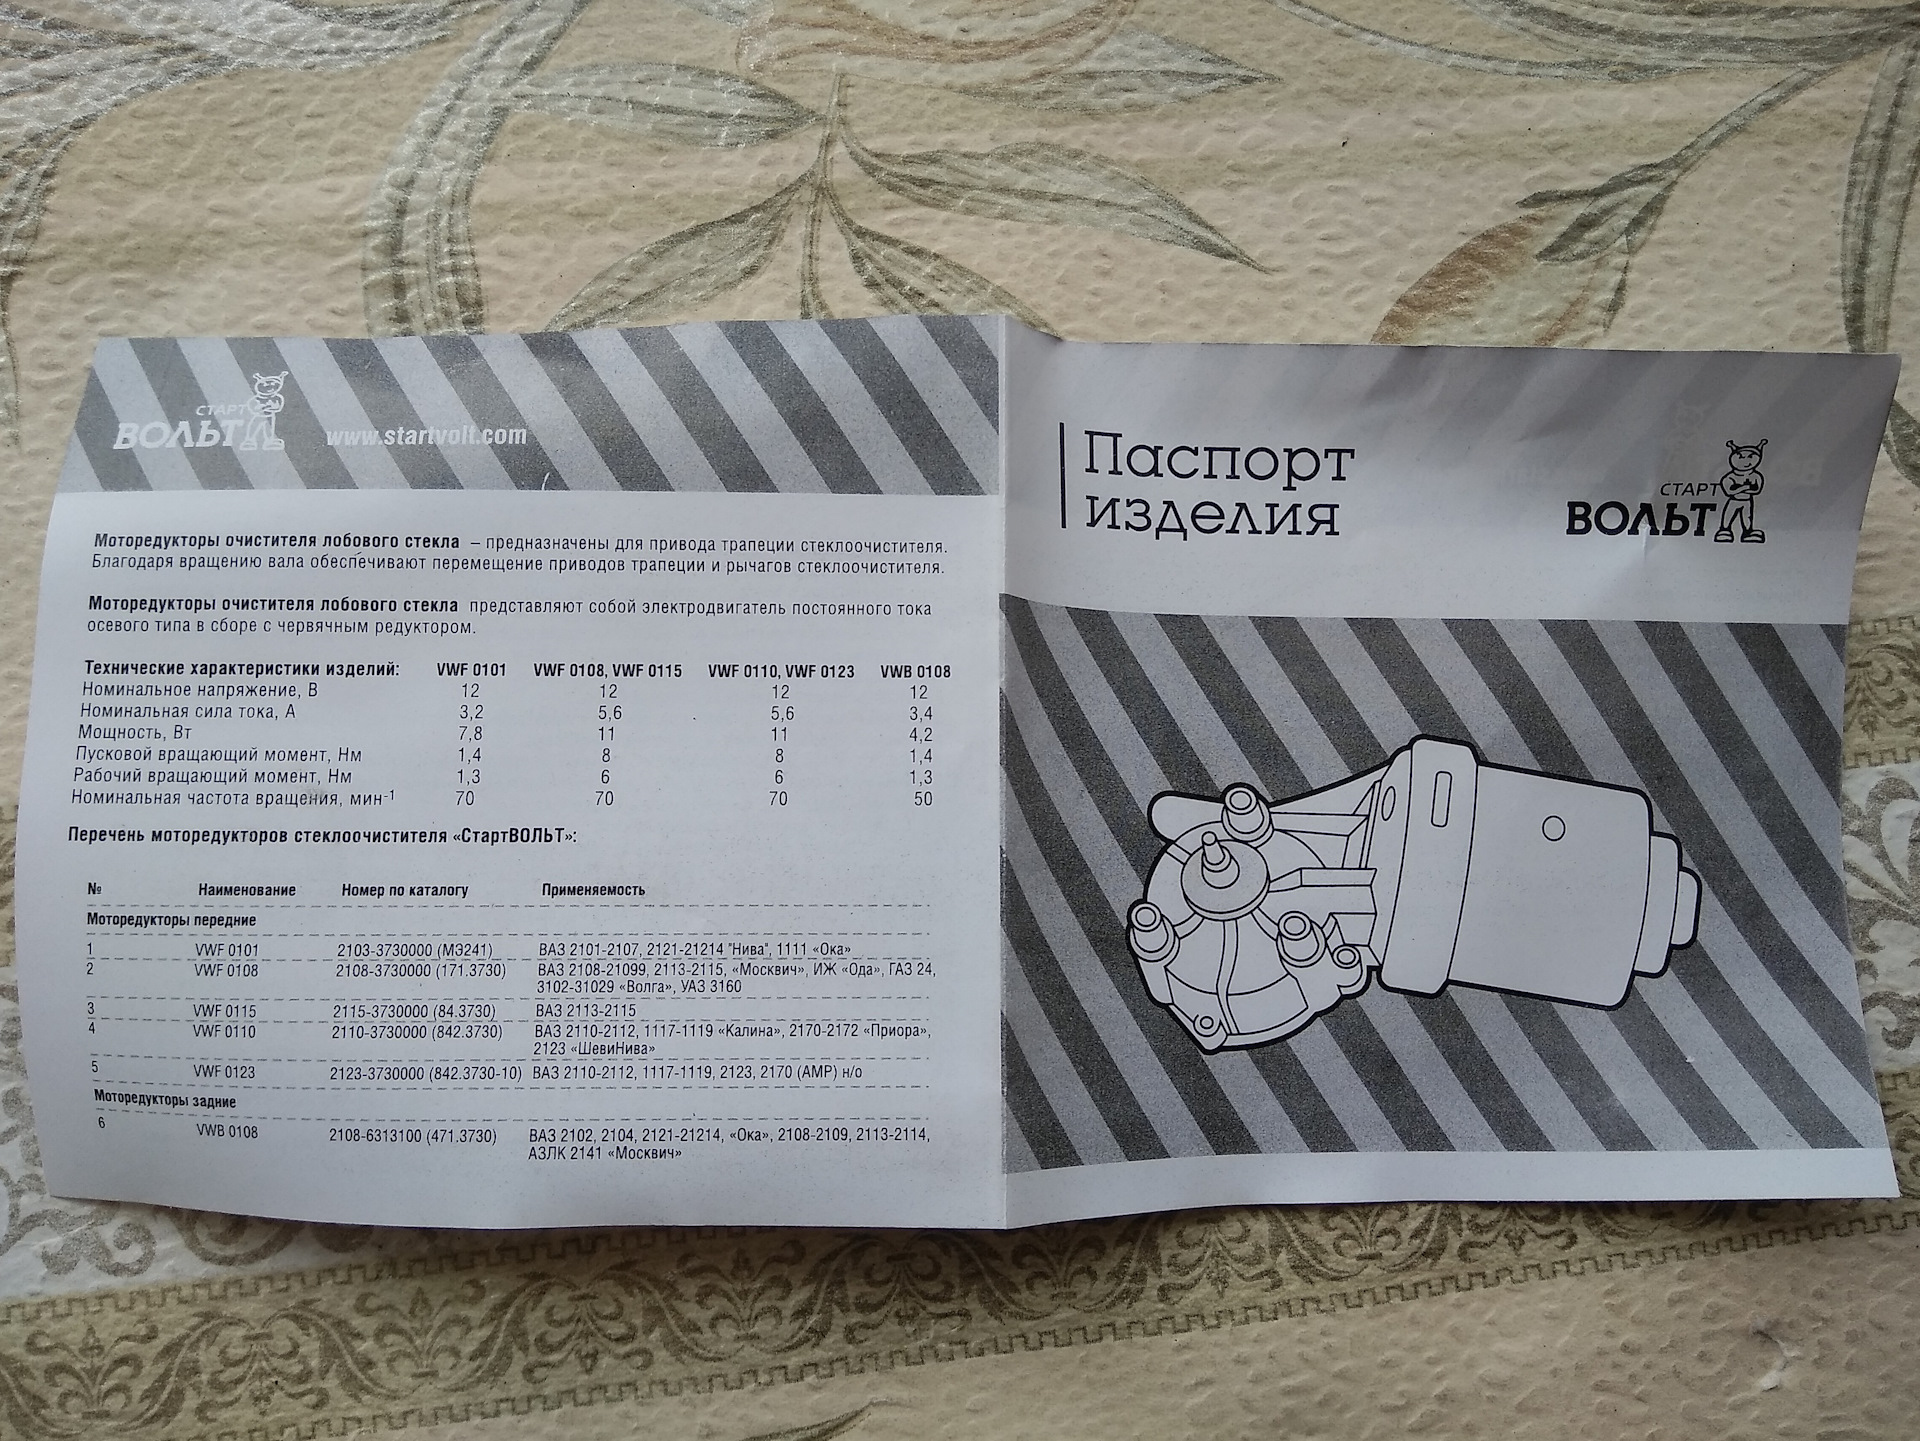 СТАРТ
ВОЛЬТ
www.startvolt.com
Моторедукторы очистителя лобового стекла – предназначены для привода трапеции стеклоочистителя.
Благодаря вращению вала обеспечивают перемещение приводов трапеции и рычагов стеклоочистителя.
Моторедукторы очистителя лобового стекла представляют собой электродвигатель постоянного тока
осевого типа в сборе с червячным редуктором.
Технические характеристики изделий: VWF 0101 VWF 0108, VWF 0115 VWF 0110, VWF 0123 VWB 0108
Номинальное напряжение, В 12 12 12 12
Номинальная сила тока, А 3,2 5,6 5,6 3,4
Мощность, Вт 7,8 11 11 4,2
Пусковой вращающий момент, Нм 1,4 8 8 1,4
Рабочий вращающий момент, Нм 1,3 6 6 1,3
Номинальная частота вращения, мин-1 70 70 70 50
Перечень моторедукторов стеклоочистителя «СтартВОЛЬТ»:
№ Наименование Номер по каталогу Применяемость
Моторедукторы передние
1 VWF 0101 2103-3730000 (МЭ241) ВАЗ 2101-2107, 2121-21214 "Нива", 1111 «Ока»
2 VWF 0108 2108-3730000 (171.3730) ВАЗ 2108-21099, 2113-2115, «Москвич», ИЖ «Ода», ГАЗ 24,
3102-31029 «Волга», УАЗ 3160
3 VWF 0115 2115-3730000 (84.3730) ВАЗ 2113-2115
4 VWF 0110 2110-3730000 (842.3730) ВАЗ 2110-2112, 1117-1119 «Калина», 2170-2172 «Приора»,
2123 «ШевиНива»
5 VWF 0123 2123-3730000 (842.3730-10) ВАЗ 2110-2112, 1117-1119, 2123, 2170 (АМР) н/о
Моторедукторы задние
6 VWB 0108 2108-6313100 (471.3730) ВАЗ 2102, 2104, 2121-21214, «Ока», 2108-2109, 2113-2114,
АЗЛК 2141 «Москвич»
Паспорт
изделия
СТАРТ
ВОЛЬТ